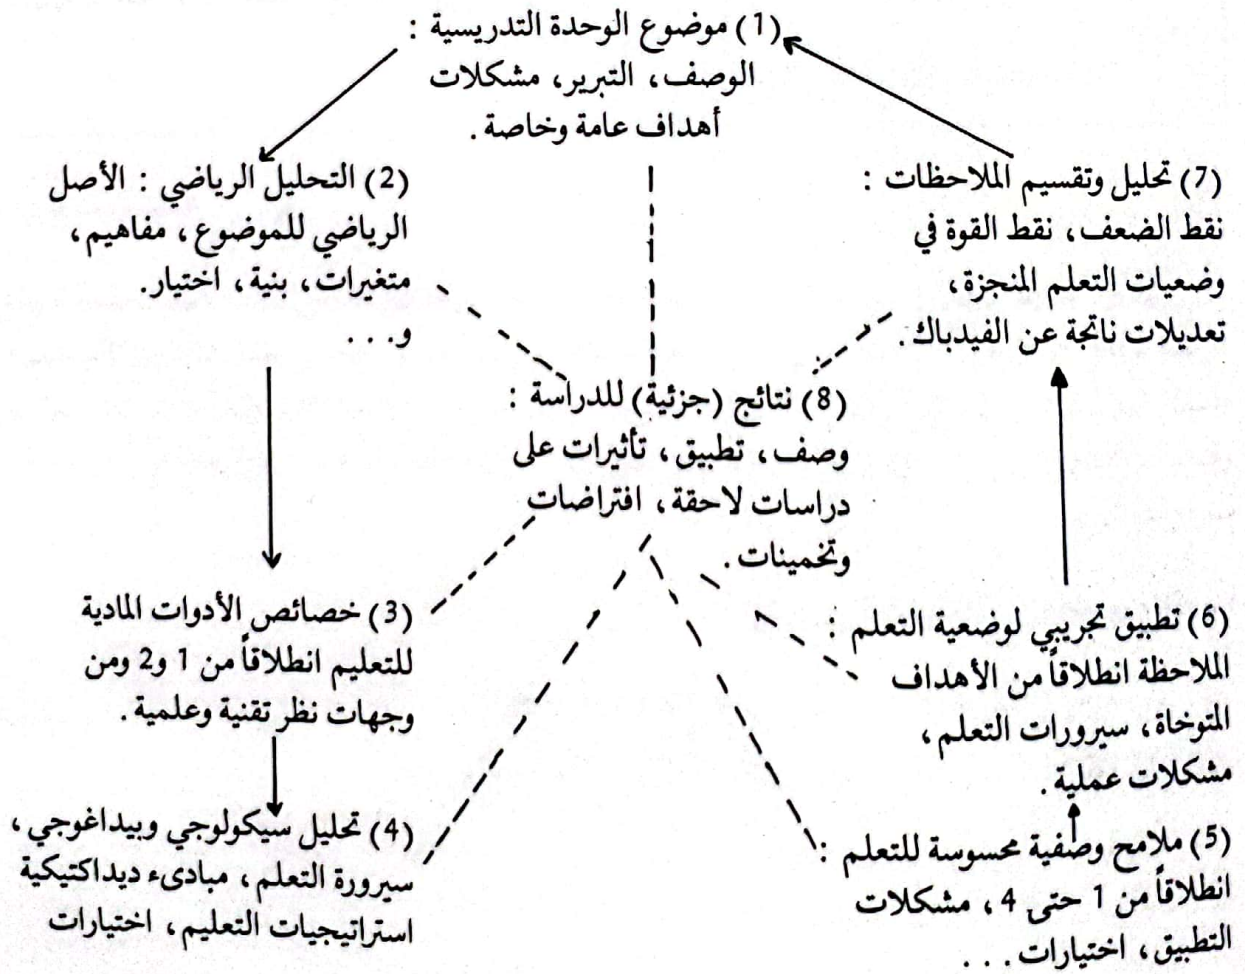 (1) موضوع الوحدة التدريسية :
الوصف، التبرير، مشكلات
أهداف عامة وخاصة.
(2) التحليل الرياضي : الأصل
الرياضي للموضوع، مفاهيم،
متغيرات، بنية، اختيار.
و...
(3) خصائص الأدوات المادية
للتعليم انطلاقاً من 1 و2 ومن
وجهات نظر تقنية وعلمية.
(4) تحليل سيكولوجي وبيداغوجي،
سيرورة التعلم، مبادىء ديداكتيكية
استراتيجيات التعليم، اختيارات
(5) ملامح وصفية محسوسة للتعلم :
انطلاقاً من 1 حتى 4، مشكلات
التطبيق، اختيارات...
(6) تطبيق تجريبي لوضعية التعلم :
الملاحظة انطلاقاً من الأهداف
المتوخاة، سيرورات التعلم،
مشكلات عملية.
(7) تحليل وتقسيم الملاحظات :
نقط الضعف، نقط القوة في
وضعيات التعلم المنجزة،
تعديلات ناتجة عن الفيدباك.
(8) نتائج (جزئية) للدراسة :
وصف، تطبيق، تأثيرات على
دراسات لاحقة، افتراضات
وتخمينات.